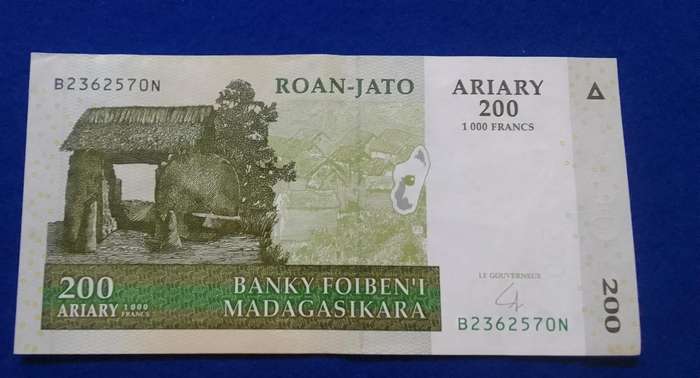 B2362570N
ROAN-JATO
ARIARY
200
1 000 FRANCS
200
ARIARY 1 000 FRANCS
BANKY FOIBEN'I
MADAGASIKARA
LE GOUVERNEUR
B2362570N
200